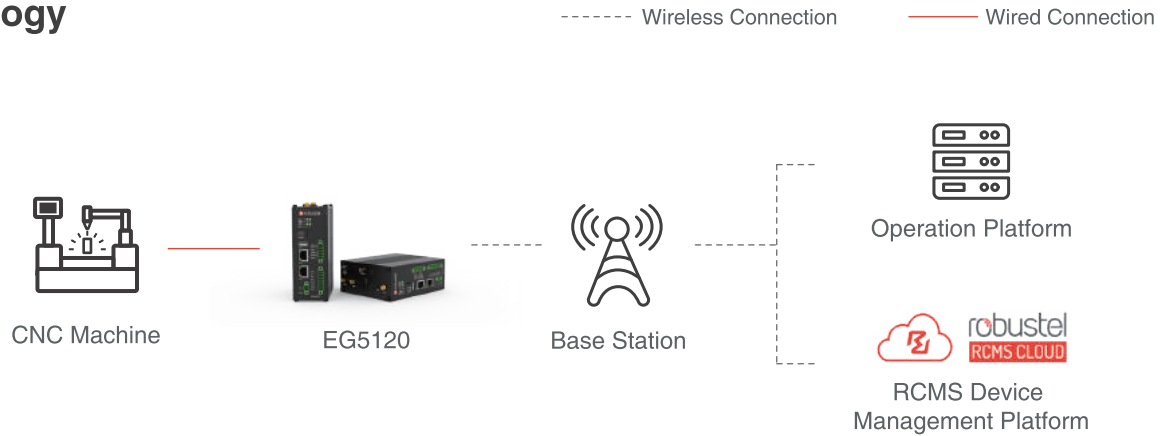 ogy
Wireless Connection
Wired Connection
Operation Platform
CNC Machine
EG5120
Base Station
robustel
RCMS CLOUD
RCMS Device
Management Platform